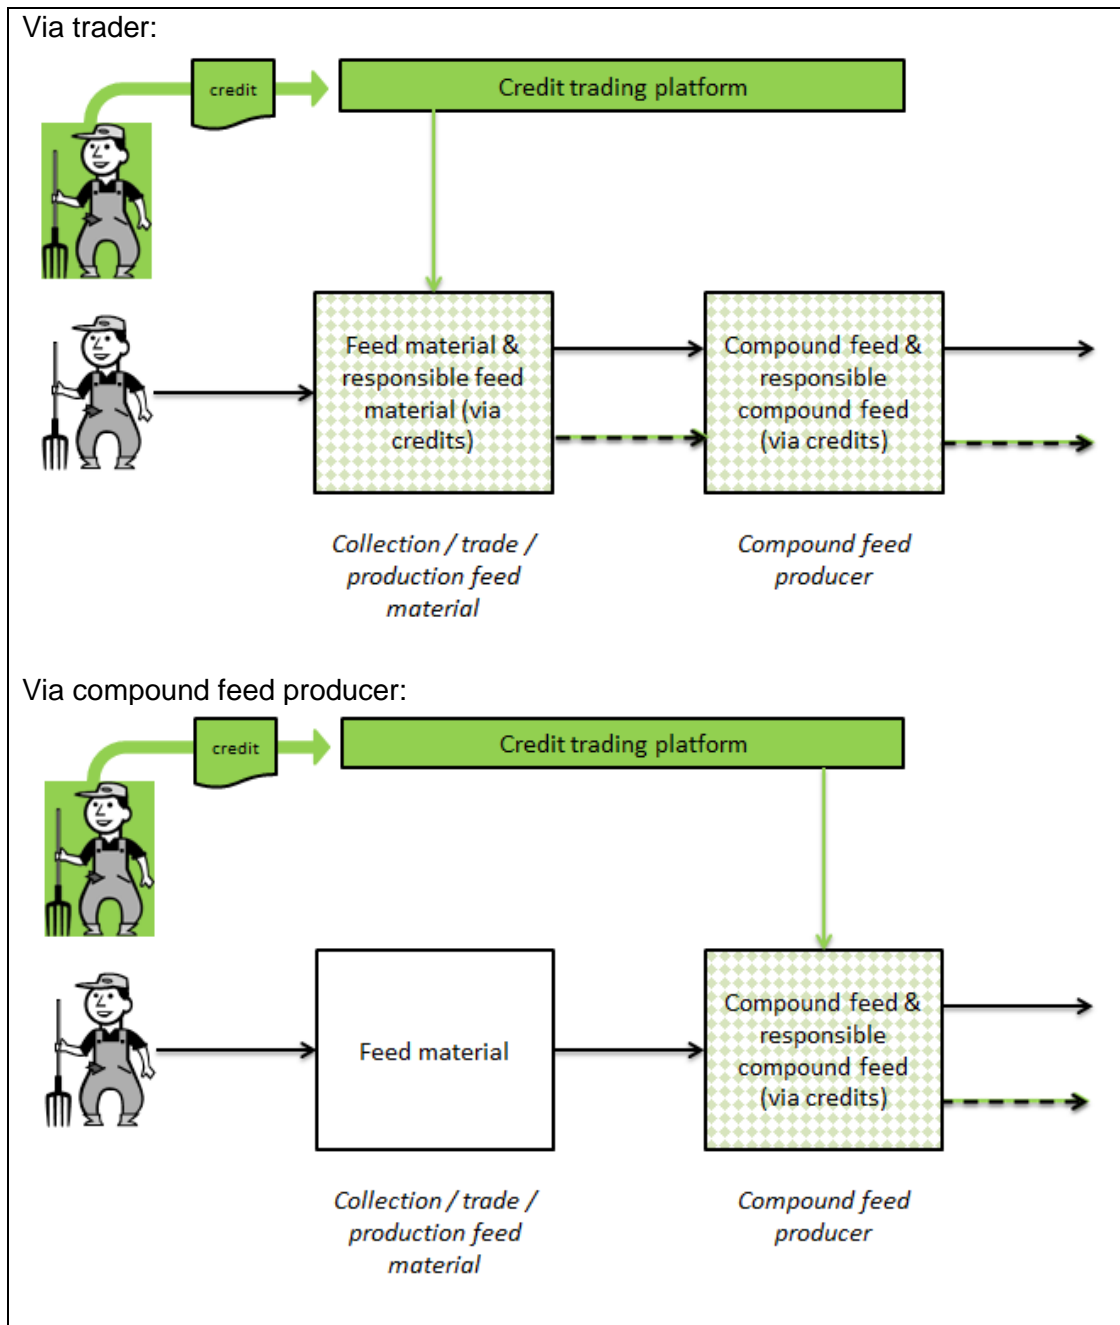 Via trader:
credit
Credit trading platform
Feed material &
responsible feed
material (via
credits)
Compound feed &
responsible
compound feed
(via credits)
Collection / trade /
production feed
material
Compound feed
producer
Via compound feed producer:
credit
Credit trading platform
Feed material
Compound feed &
responsible
compound feed
(via credits)
Collection / trade /
production feed
material
Compound feed
producer